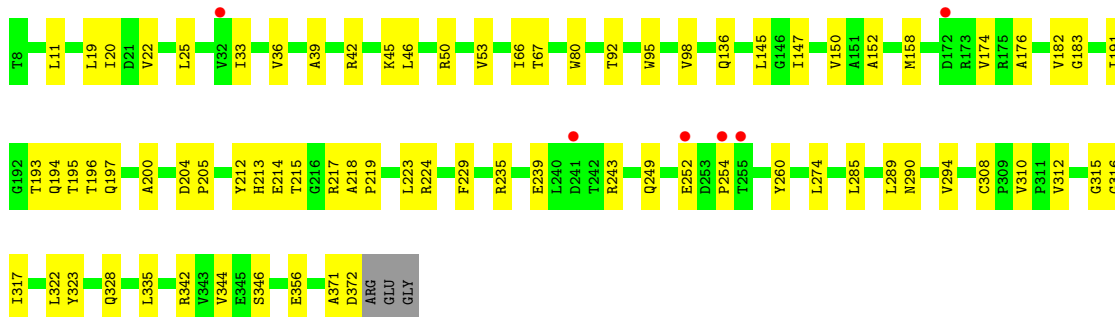 T8 L11 L19 I20 D21 V22 L25 V32 I33 V36 A39 R42 K45 L46 R50 V53 I66 T67 W80 T92 W95 V98 Q136 L145 G146 I147 V150 A151 A152 M158 D172 R173 V174 R175 A176 V182 G183 I191
G192 T193 Q194 T195 T196 Q197 A200 D204 P205 Y212 H213 E214 T215 G216 R217 A218 P219 L223 R224 F229 R235 E239 L240 D241 T242 R243 Q249 E252 D253 P254 T255 Y260 L274 L285 L289 N290 V294 C308 P309 V310 P311 V312 G315 G316
I317 L322 Y323 Q328 L335 R342 V343 V344 E345 S346 E356 A371 D372 ARG GLU GLY